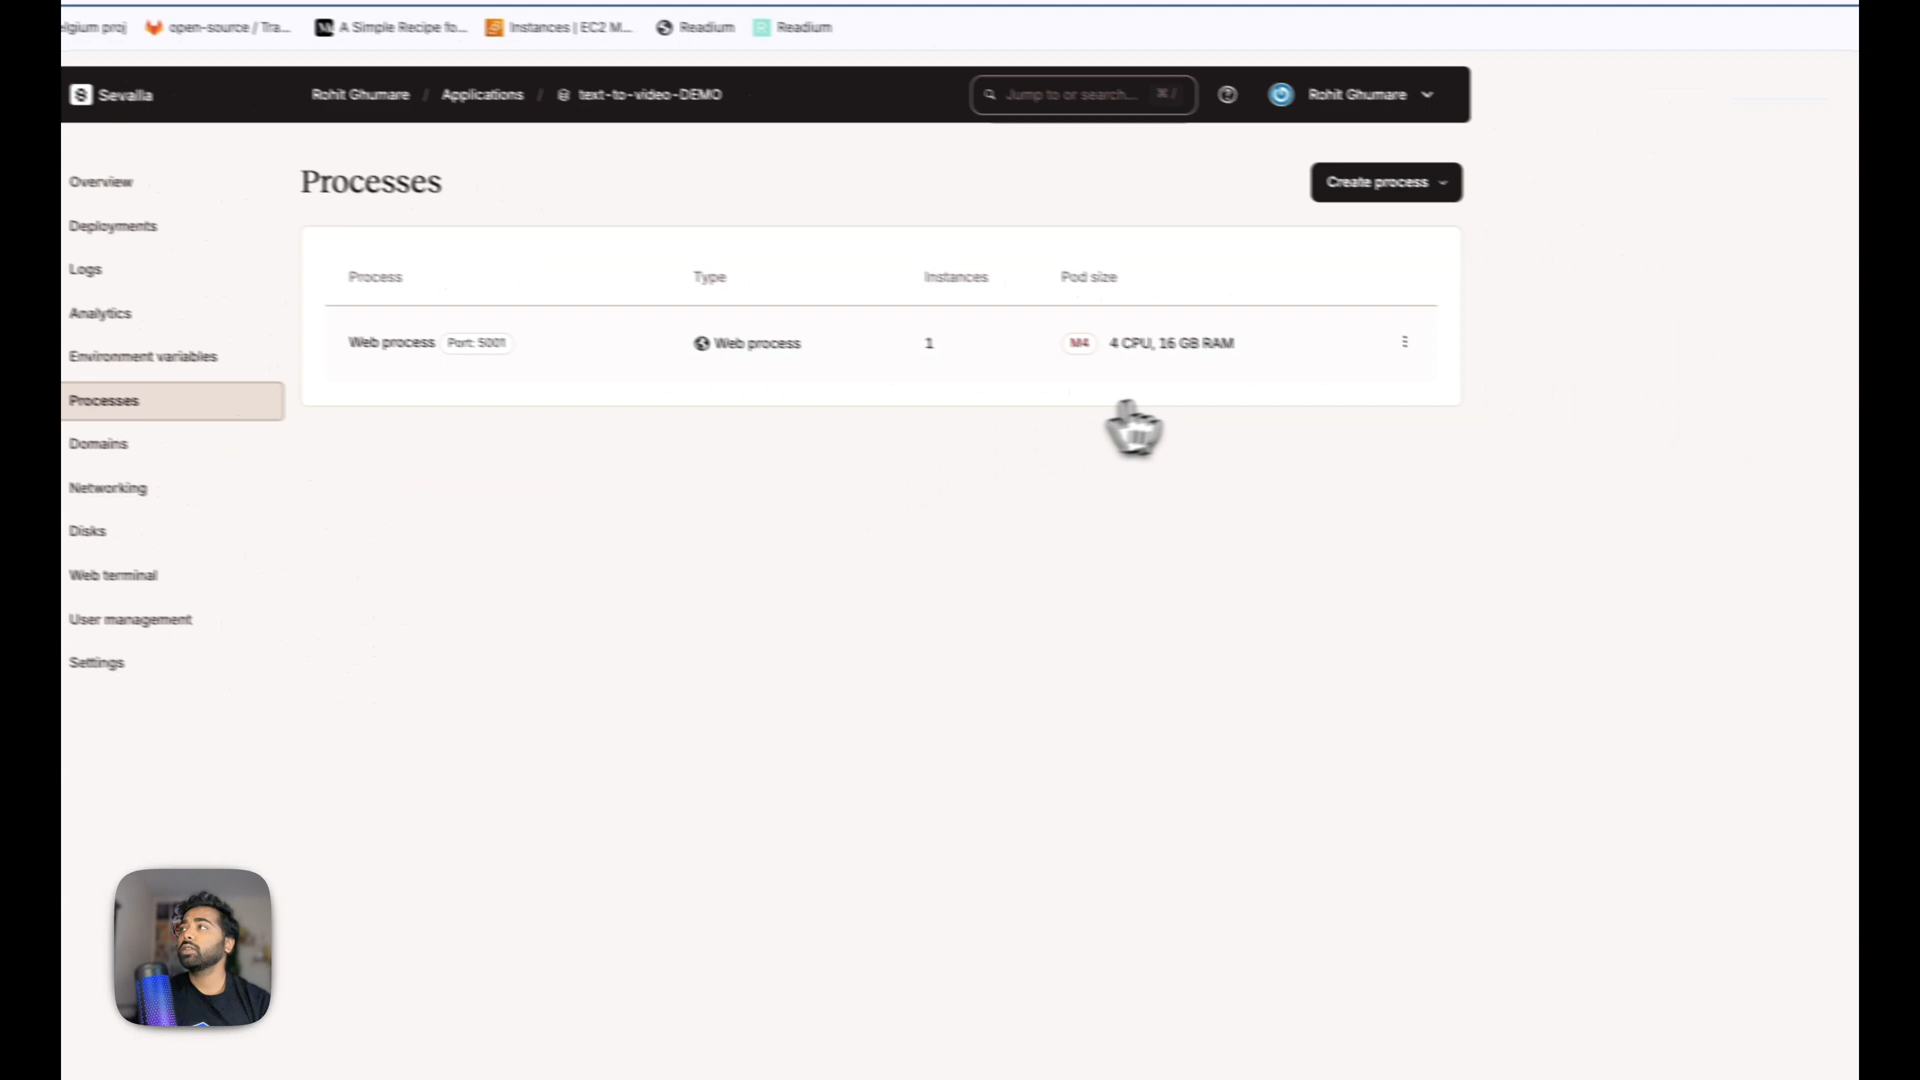 elgium proj open-source / Tra... A Simple Recipe fo... Instances | EC2 M... Readium R Readium
Sevalla Rohit Ghumare / Applications / text-to-video-DEMO Jump to or search... ⌘ / Rohit Ghumare
Overview
Deployments
Logs
Analytics
Environment variables
Processes
Domains
Networking
Disks
Web terminal
User management
Settings
Processes Create process
Process Type Instances Pod size
Web process Port: 5001 Web process 1 M4 4 CPU, 16 GB RAM